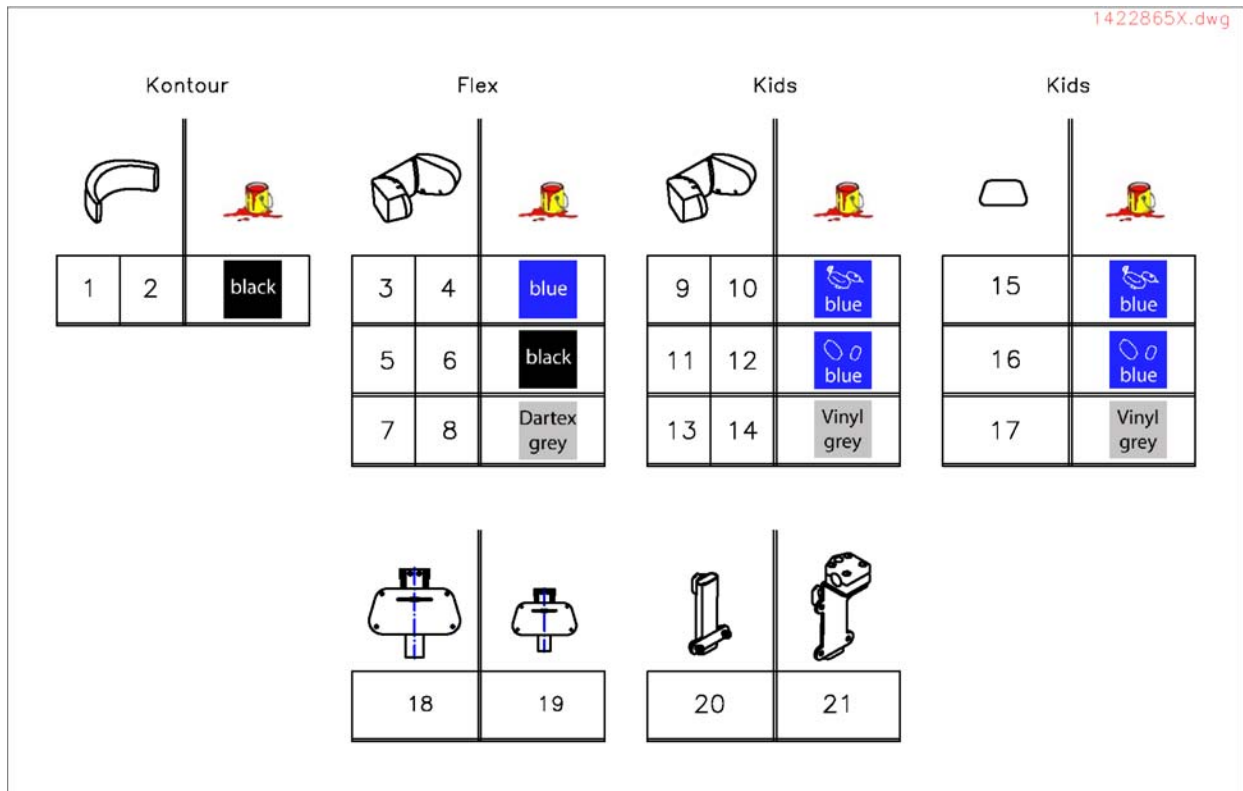 1422865X.dwg
Kontour Flex Kids Kids
1 2 black 3 4 blue 9 10 blue 15 blue
5 6 black 11 12 blue 16 blue
7 8 Dartex grey 13 14 Vinyl grey 17 Vinyl grey
18 19 20 21